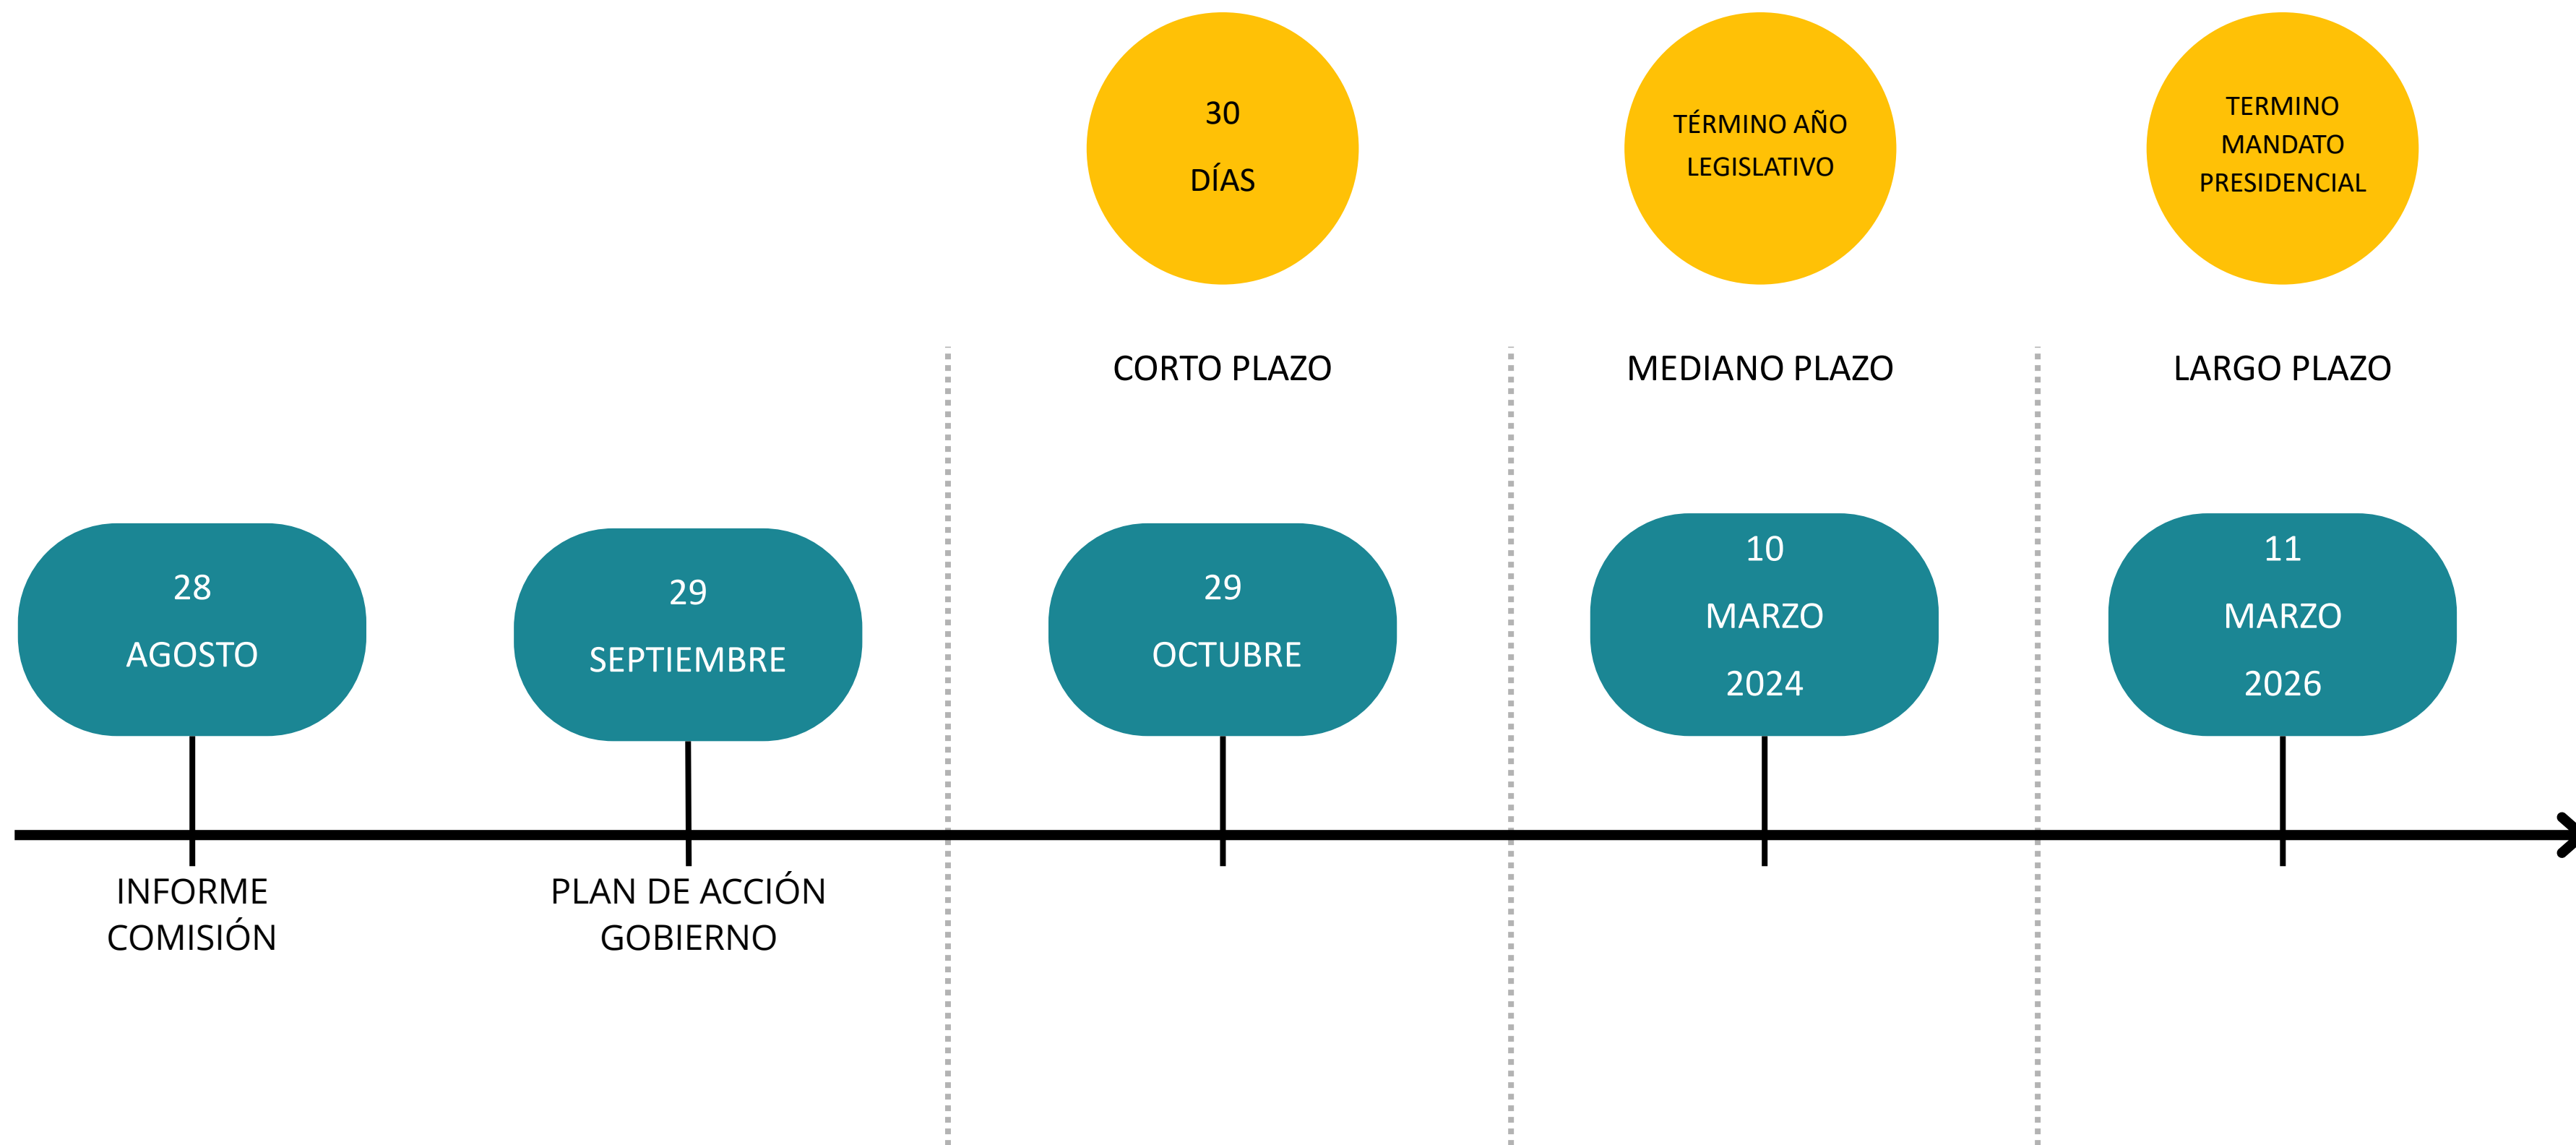 30
DÍAS
TÉRMINO AÑO
LEGISLATIVO
TERMINO
MANDATO
PRESIDENCIAL
CORTO PLAZO
MEDIANO PLAZO
LARGO PLAZO
28
AGOSTO
29
SEPTIEMBRE
29
OCTUBRE
10
MARZO
2024
11
MARZO
2026
INFORME
COMISIÓN
PLAN DE ACCIÓN
GOBIERNO